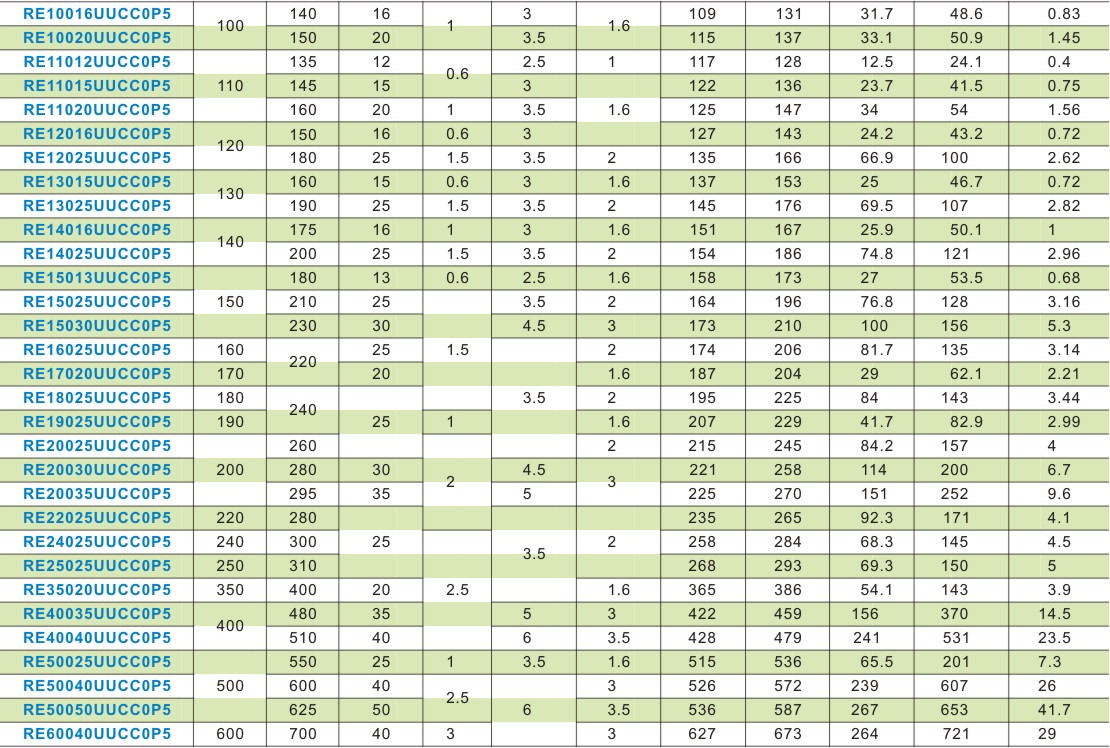 RE10016UUCC0P5 100 140 16 1 3 1.6 109 131 31.7 48.6 0.83
RE10020UUCC0P5 150 20 3.5 115 137 33.1 50.9 1.45
RE11012UUCC0P5 135 12 0.6 2.5 1 117 128 12.5 24.1 0.4
RE11015UUCC0P5 110 145 15 3 122 136 23.7 41.5 0.75
RE11020UUCC0P5 160 20 1 3.5 1.6 125 147 34 54 1.56
RE12016UUCC0P5 120 150 16 0.6 3 127 143 24.2 43.2 0.72
RE12025UUCC0P5 180 25 1.5 3.5 2 135 166 66.9 100 2.62
RE13015UUCC0P5 130 160 15 0.6 3 1.6 137 153 25 46.7 0.72
RE13025UUCC0P5 190 25 1.5 3.5 2 145 176 69.5 107 2.82
RE14016UUCC0P5 140 175 16 1 3 1.6 151 167 25.9 50.1 1
RE14025UUCC0P5 200 25 1.5 3.5 2 154 186 74.8 121 2.96
RE15013UUCC0P5 180 13 0.6 2.5 1.6 158 173 27 53.5 0.68
RE15025UUCC0P5 150 210 25 3.5 2 164 196 76.8 128 3.16
RE15030UUCC0P5 230 30 4.5 3 173 210 100 156 5.3
RE16025UUCC0P5 160 220 25 1.5 2 174 206 81.7 135 3.14
RE17020UUCC0P5 170 20 1.6 187 204 29 62.1 2.21
RE18025UUCC0P5 180 240 3.5 2 195 225 84 143 3.44
RE19025UUCC0P5 190 25 1 1.6 207 229 41.7 82.9 2.99
RE20025UUCC0P5 260 2 215 245 84.2 157 4
RE20030UUCC0P5 200 280 30 2 4.5 3 221 258 114 200 6.7
RE20035UUCC0P5 295 35 5 225 270 151 252 9.6
RE22025UUCC0P5 220 280 235 265 92.3 171 4.1
RE24025UUCC0P5 240 300 25 3.5 2 258 284 68.3 145 4.5
RE25025UUCC0P5 250 310 268 293 69.3 150 5
RE35020UUCC0P5 350 400 20 2.5 1.6 365 386 54.1 143 3.9
RE40035UUCC0P5 400 480 35 5 3 422 459 156 370 14.5
RE40040UUCC0P5 510 40 6 3.5 428 479 241 531 23.5
RE50025UUCC0P5 550 25 1 3.5 1.6 515 536 65.5 201 7.3
RE50040UUCC0P5 500 600 40 2.5 3 526 572 239 607 26
RE50050UUCC0P5 625 50 6 3.5 536 587 267 653 41.7
RE60040UUCC0P5 600 700 40 3 3 627 673 264 721 29